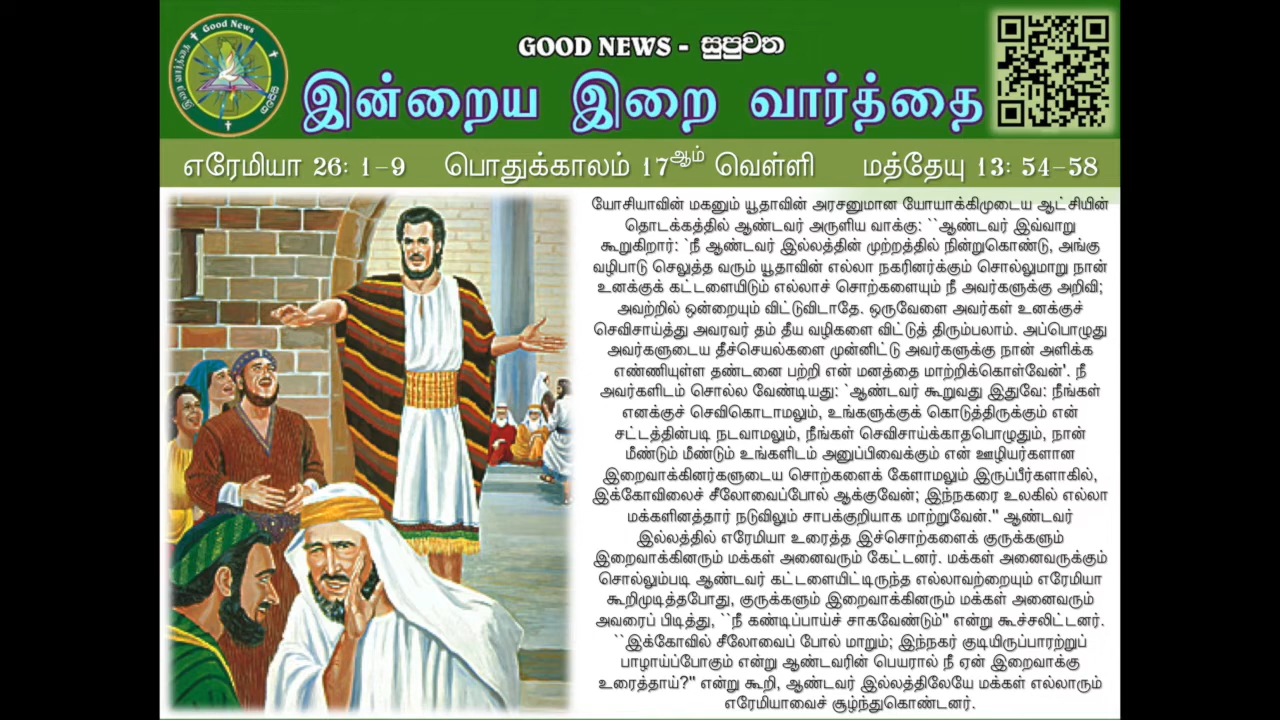 Good News
இறை வார்த்தை
සුපුවත
GOOD NEWS - සුපුවත
இன்றைய இறை வார்த்தை
எரேமியா 26: 1-9 பொதுக்காலம் 17ஆம் வெள்ளி மத்தேயு 13: 54-58
யோசியாவின் மகனும் யூதாவின் அரசனுமான யோயாக்கிமுடைய ஆட்சியின்
தொடக்கத்தில் ஆண்டவர் அருளிய வாக்கு: ``ஆண்டவர் இவ்வாறு
கூறுகிறார்: `நீ ஆண்டவர் இல்லத்தின் முற்றத்தில் நின்றுகொண்டு, அங்கு
வழிபாடு செலுத்த வரும் யூதாவின் எல்லா நகரினர்க்கும் சொல்லுமாறு நான்
உனக்குக் கட்டளையிடும் எல்லாச் சொற்களையும் நீ அவர்களுக்கு அறிவி;
அவற்றில் ஒன்றையும் விட்டுவிடாதே. ஒருவேளை அவர்கள் உனக்குச்
செவிசாய்த்து அவரவர் தம் தீய வழிகளை விட்டுத் திரும்பலாம். அப்பொழுது
அவர்களுடைய தீச்செயல்களை முன்னிட்டு அவர்களுக்கு நான் அளிக்க
எண்ணியுள்ள தண்டனை பற்றி என் மனத்தை மாற்றிக்கொள்வேன்'. நீ
அவர்களிடம் சொல்ல வேண்டியது: `ஆண்டவர் கூறுவது இதுவே: நீங்கள்
எனக்குச் செவிகொடாமலும், உங்களுக்குக் கொடுத்திருக்கும் என்
சட்டத்தின்படி நடவாமலும், நீங்கள் செவிசாய்க்காதபொழுதும், நான்
மீண்டும் மீண்டும் உங்களிடம் அனுப்பிவைக்கும் என் ஊழியர்களான
இறைவாக்கினர்களுடைய சொற்களைக் கேளாமலும் இருப்பீர்களாகில்,
இக்கோவிலைச் சீலோவைப்போல் ஆக்குவேன்; இந்நகரை உலகில் எல்லா
மக்களினத்தார் நடுவிலும் சாபக்குறியாக மாற்றுவேன்." ஆண்டவர்
இல்லத்தில் எரேமியா உரைத்த இச்சொற்களைக் குருக்களும்
இறைவாக்கினரும் மக்கள் அனைவரும் கேட்டனர். மக்கள் அனைவருக்கும்
சொல்லும்படி ஆண்டவர் கட்டளையிட்டிருந்த எல்லாவற்றையும் எரேமியா
கூறிமுடித்தபோது, குருக்களும் இறைவாக்கினரும் மக்கள் அனைவரும்
அவரைப் பிடித்து, ``நீ கண்டிப்பாய்ச் சாகவேண்டும்" என்று கூச்சலிட்டனர்.
``இக்கோவில் சீலோவைப் போல் மாறும்; இந்நகர் குடியிருப்பாரற்றுப்
பாழாய்ப்போகும் என்று ஆண்டவரின் பெயரால் நீ ஏன் இறைவாக்கு
உரைத்தாய்?" என்று கூறி, ஆண்டவர் இல்லத்திலேயே மக்கள் எல்லாரும்
எரேமியாவைச் சூழ்ந்துகொண்டனர்.